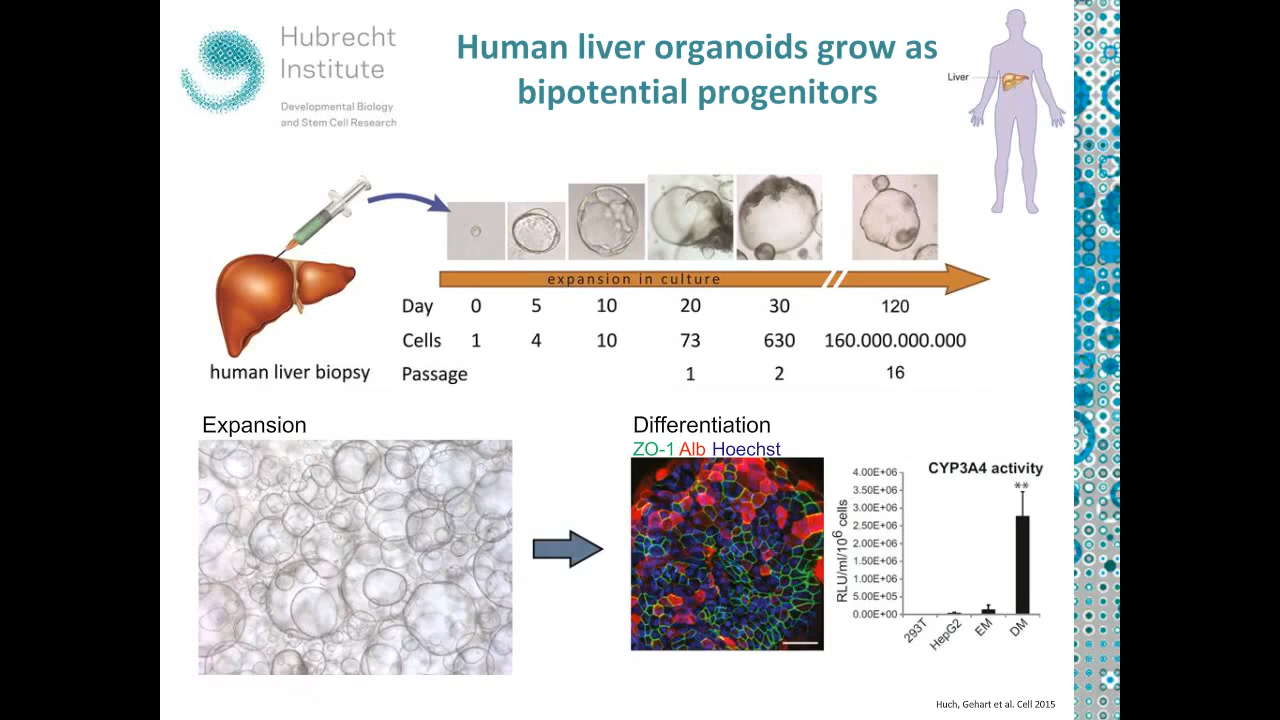 Hubrecht
Institute
Developmental Biology
and Stem Cell Research
Human liver organoids grow as
bipotential progenitors
Liver
expansion in culture
Day 0 5 10 20 30 120
Cells 1 4 10 73 630 160.000.000.000
Passage 1 2 16
human liver biopsy
Expansion
Differentiation
ZO-1 Alb Hoechst
CYP3A4 activity
**
RLU/ml/10⁶ cells
4.00E+06
3.50E+06
3.00E+06
2.50E+06
2.00E+06
1.50E+06
1.00E+06
5.00E+05
0.00E+00
293T
HepG2
EM
DM
Huch, Gehart et al. Cell 2015